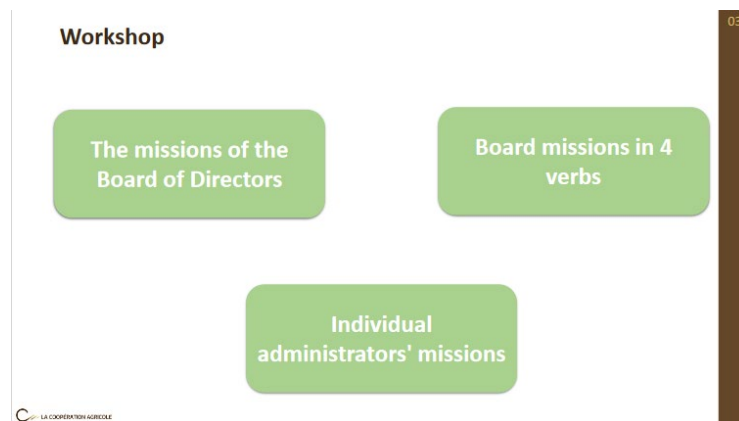 03
Workshop
The missions of the
Board of Directors
Board missions in 4
verbs
Individual
administrators' missions
LA COOPÉRATION AGRICOLE